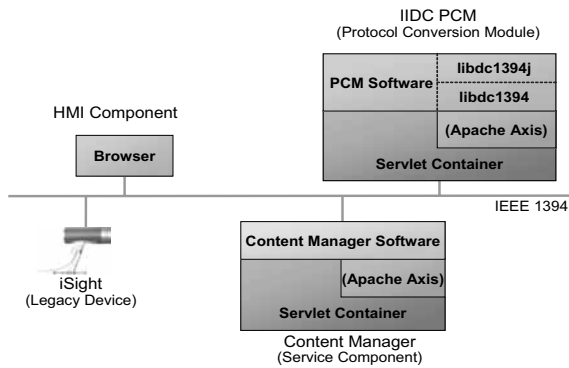 IIDC PCM
(Protocol Conversion Module)
PCM Software
libdc1394j
libdc1394
(Apache Axis)
Servlet Container
HMI Component
Browser
IEEE 1394
iSight
(Legacy Device)
Content Manager Software
(Apache Axis)
Servlet Container
Content Manager
(Service Component)